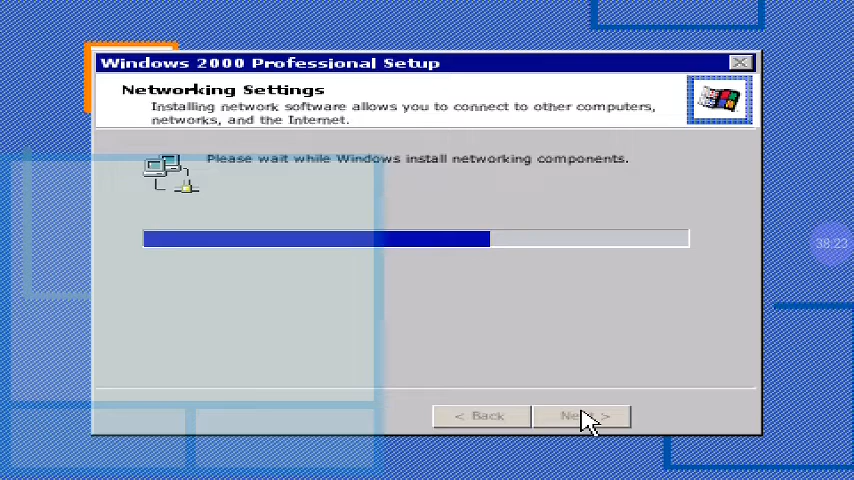 Windows 2000 Professional Setup
Networking Settings
Installing network software allows you to connect to other computers,
networks, and the Internet.
Please wait while Windows install networking components.
38:23
< Back
Next >